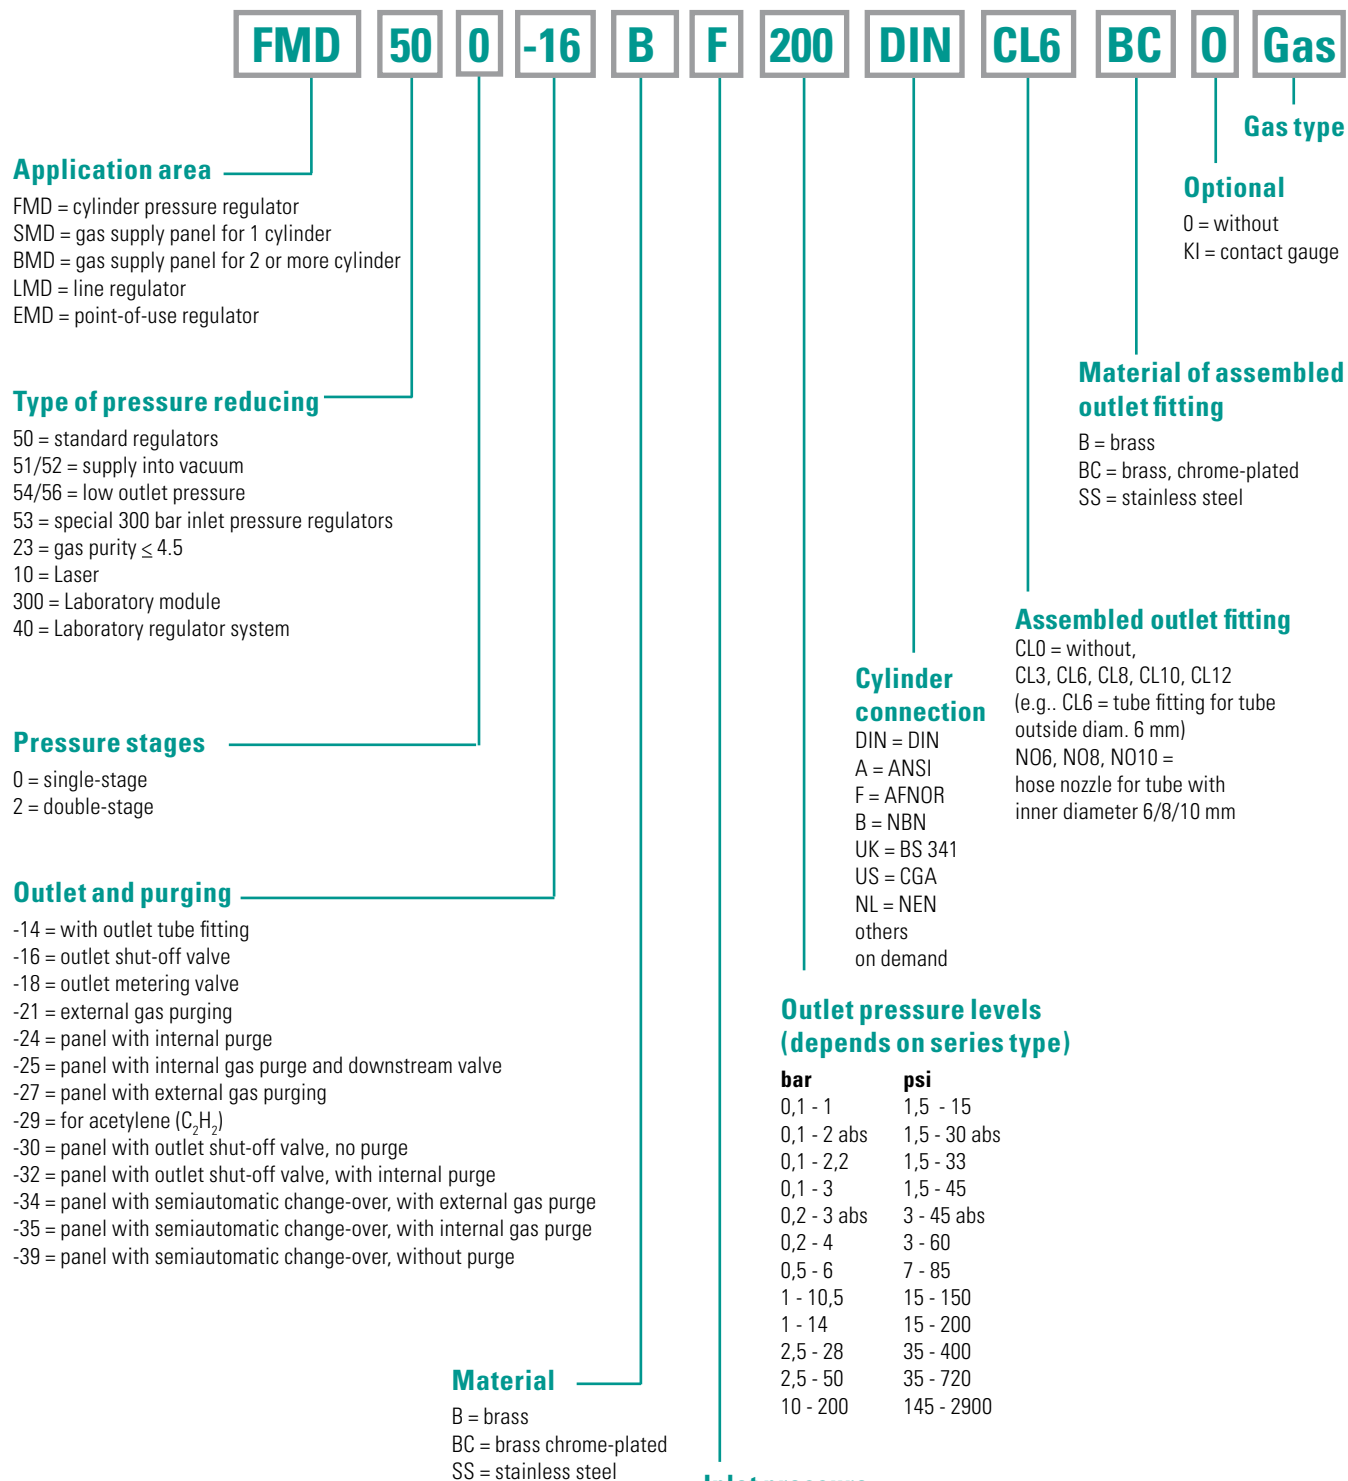 FMD 50 0 -16 B F 200 DIN CL6 BC 0 Gas
Gas type
Application area
FMD = cylinder pressure regulator
SMD = gas supply panel for 1 cylinder
BMD = gas supply panel for 2 or more cylinder
LMD = line regulator
EMD = point-of-use regulator
Optional
0 = without
KI = contact gauge
Type of pressure reducing
50 = standard regulators
51/52 = supply into vacuum
54/56 = low outlet pressure
53 = special 300 bar inlet pressure regulators
23 = gas purity ≤ 4.5
10 = Laser
300 = Laboratory module
40 = Laboratory regulator system
Material of assembled
outlet fitting
B = brass
BC = brass, chrome-plated
SS = stainless steel
Assembled outlet fitting
CL0 = without,
CL3, CL6, CL8, CL10, CL12
(e.g.. CL6 = tube fitting for tube
outside diam. 6 mm)
NO6, NO8, NO10 =
hose nozzle for tube with
inner diameter 6/8/10 mm
Cylinder
connection
DIN = DIN
A = ANSI
F = AFNOR
B = NBN
UK = BS 341
US = CGA
NL = NEN
others
on demand
Pressure stages
0 = single-stage
2 = double-stage
Outlet and purging
-14 = with outlet tube fitting
-16 = outlet shut-off valve
-18 = outlet metering valve
-21 = external gas purging
-24 = panel with internal purge
-25 = panel with internal gas purge and downstream valve
-27 = panel with external gas purging
-29 = for acetylene (C₂H₂)
-30 = panel with outlet shut-off valve, no purge
-32 = panel with outlet shut-off valve, with internal purge
-34 = panel with semiautomatic change-over, with external gas purge
-35 = panel with semiautomatic change-over, with internal gas purge
-39 = panel with semiautomatic change-over, without purge
Outlet pressure levels
(depends on series type)
bar psi
0,1 - 1 1,5 - 15
0,1 - 2 abs 1,5 - 30 abs
0,1 - 2,2 1,5 - 33
0,1 - 3 1,5 - 45
0,2 - 3 abs 3 - 45 abs
0,2 - 4 3 - 60
0,5 - 6 7 - 85
1 - 10,5 15 - 150
1 - 14 15 - 200
2,5 - 28 35 - 400
2,5 - 50 35 - 720
10 - 200 145 - 2900
Material
B = brass
BC = brass chrome-plated
SS = stainless steel
Inlet pressure